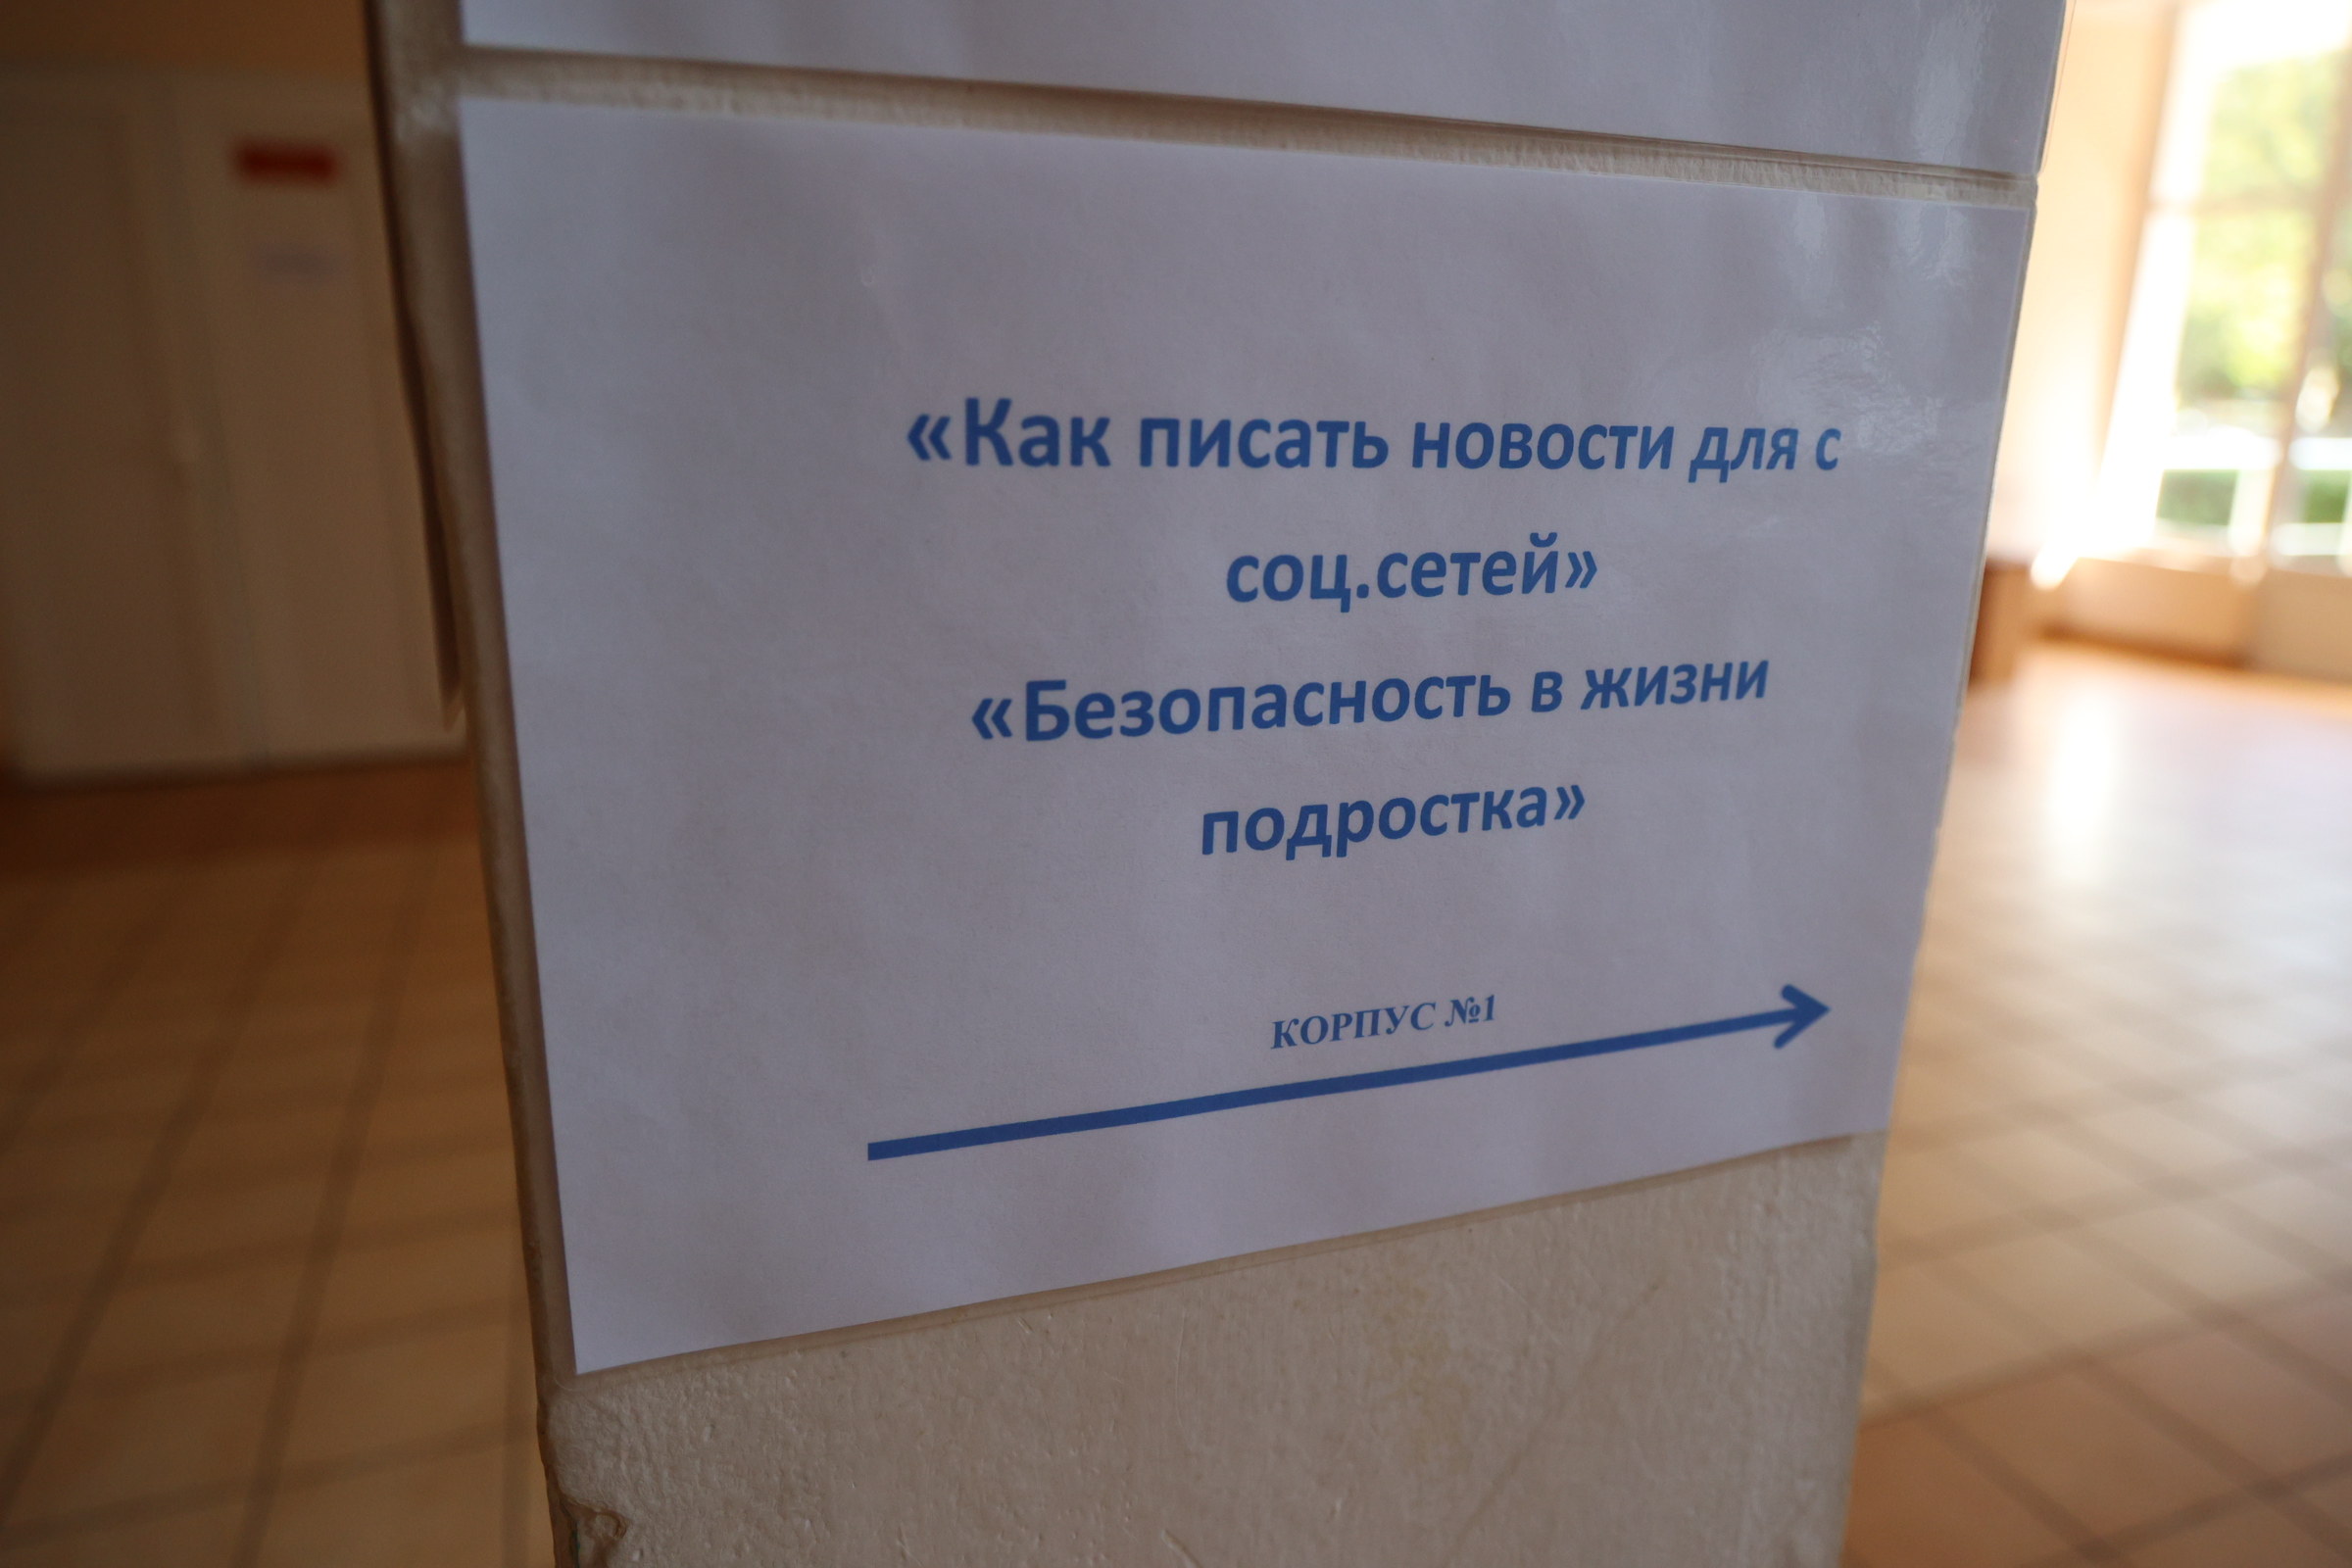 «Как писать новости для с
соц.сетей»
«Безопасность в жизни
подростка»
КОРПУС №1